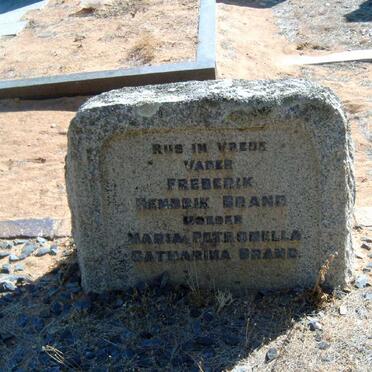 RUS IN VREDE
VADER
FREDERIK
HENDRIK BRAND
MOEDER
MARIA PETRONELLA
CATHARINA BRAND.